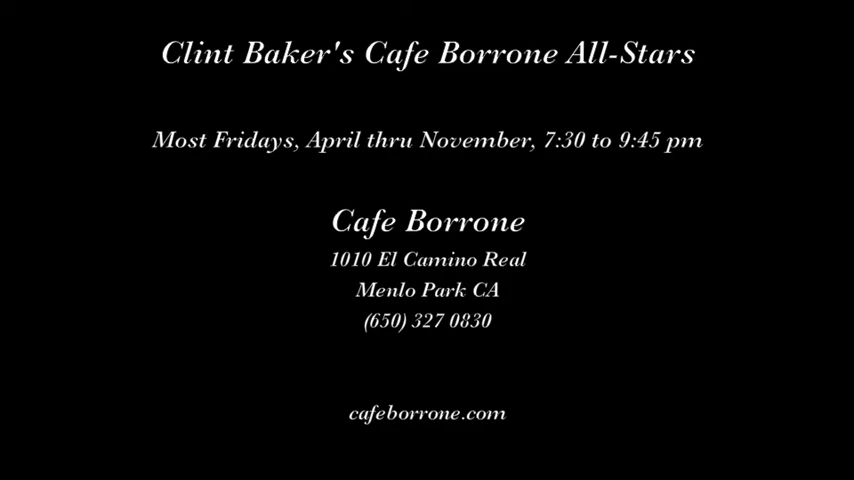 Clint Baker's Cafe Borrone All-Stars
Most Fridays, April thru November, 7:30 to 9:45 pm
Cafe Borrone
1010 El Camino Real
Menlo Park CA
(650) 327 0830
cafeborrone.com